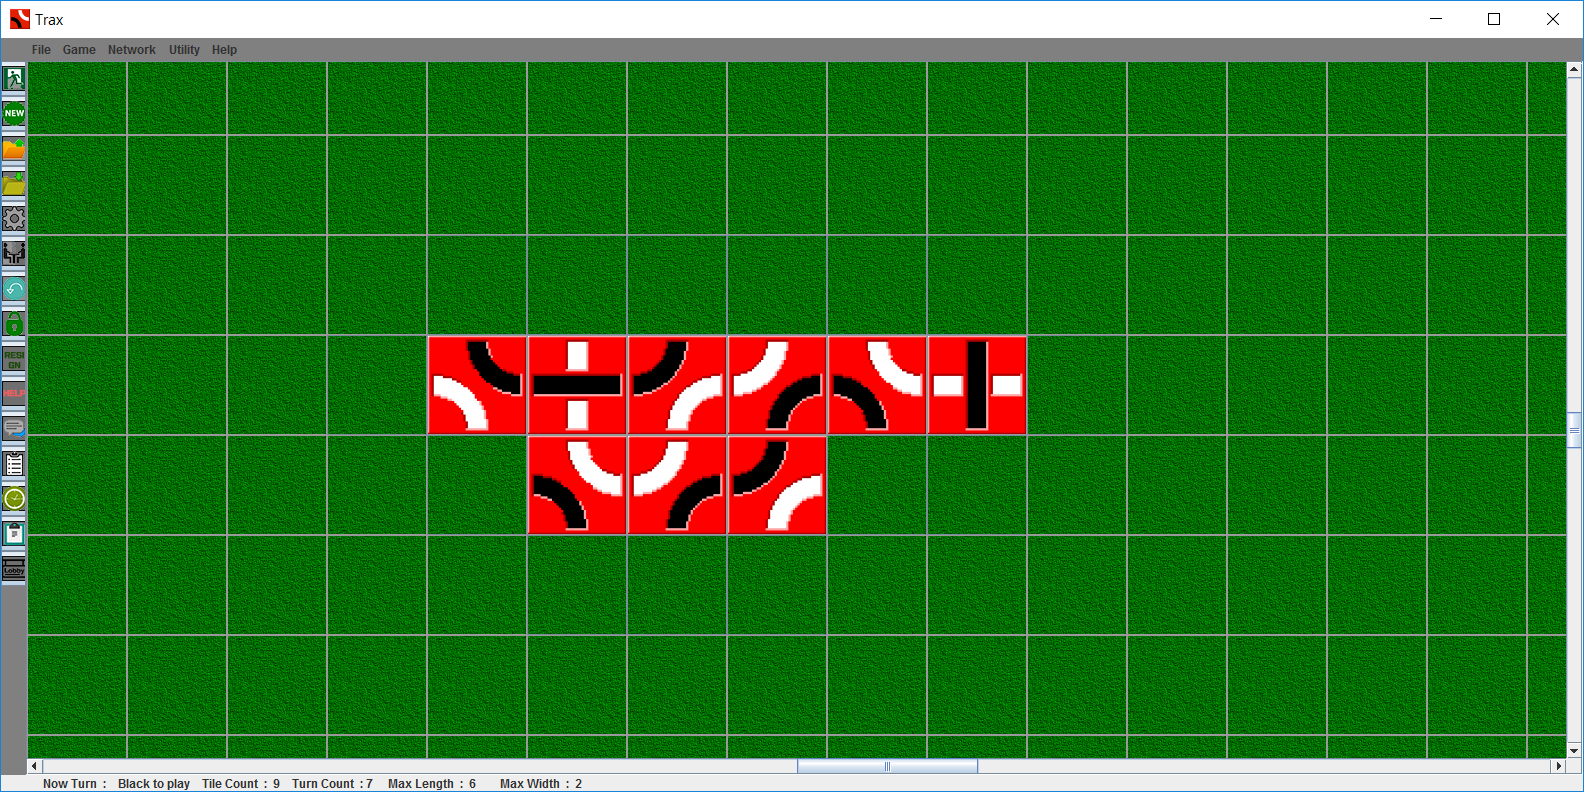 Trax
File Game Network Utility Help
NEW
RESI
GN
HELP
Lobby
Now Turn : Black to play Tile Count : 9 Turn Count : 7 Max Length : 6 Max Width : 2